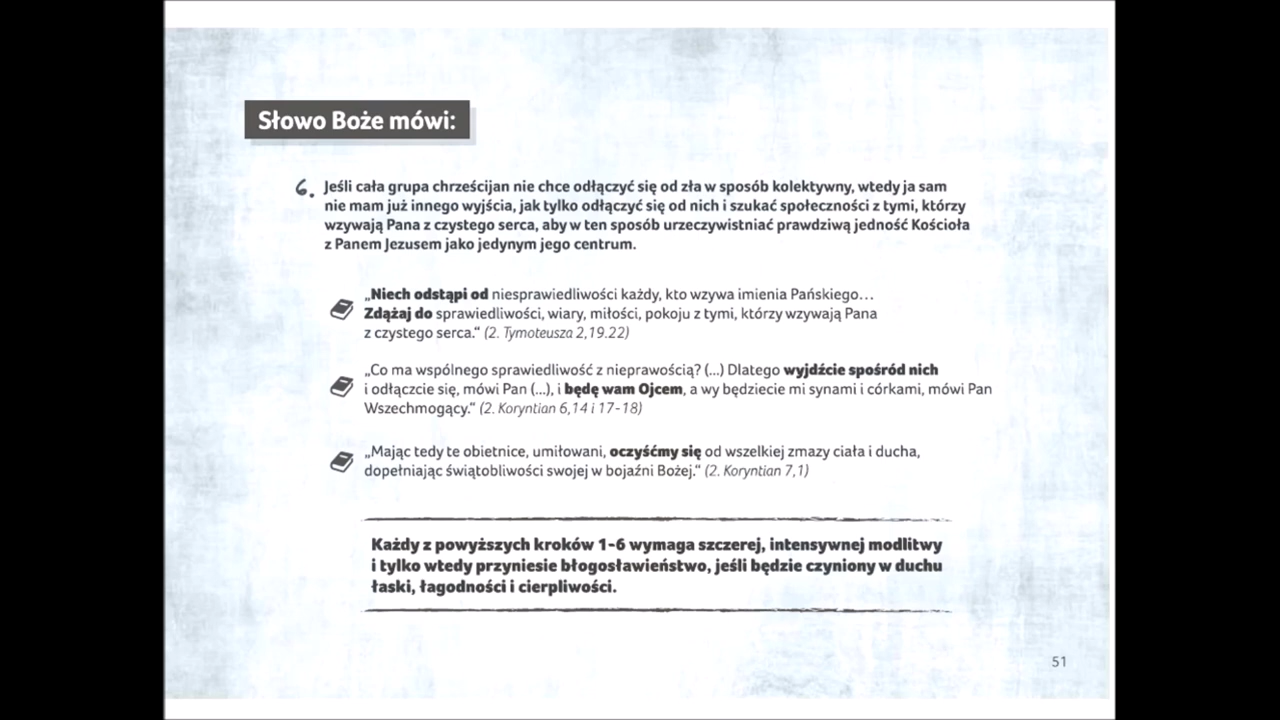 Słowo Boże mówi:
6. Jeśli cała grupa chrześcijan nie chce odłączyć się od zła w sposób kolektywny, wtedy ja sam
nie mam już innego wyjścia, jak tylko odłączyć się od nich i szukać społeczności z tymi, którzy
wzywają Pana z czystego serca, aby w ten sposób urzeczywistniać prawdziwą jedność Kościoła
z Panem Jezusem jako jedynym jego centrum.
„Niech odstąpi od niesprawiedliwości każdy, kto wzywa imienia Pańskiego…
Zdążaj do sprawiedliwości, wiary, miłości, pokoju z tymi, którzy wzywają Pana
z czystego serca.“ (2. Tymoteusza 2,19.22)
„Co ma wspólnego sprawiedliwość z nieprawością? (...) Dlatego wyjdźcie spośród nich
i odłączcie się, mówi Pan (...), i będę wam Ojcem, a wy będziecie mi synami i córkami, mówi Pan
Wszechmogący.“ (2. Koryntian 6,14 i 17-18)
„Mając tedy te obietnice, umiłowani, oczyśćmy się od wszelkiej zmazy ciała i ducha,
dopełniając świątobliwości swojej w bojaźni Bożej.“ (2. Koryntian 7,1)
Każdy z powyższych kroków 1-6 wymaga szczerej, intensywnej modlitwy
i tylko wtedy przyniesie błogosławieństwo, jeśli będzie czyniony w duchu
łaski, łagodności i cierpliwości.
51